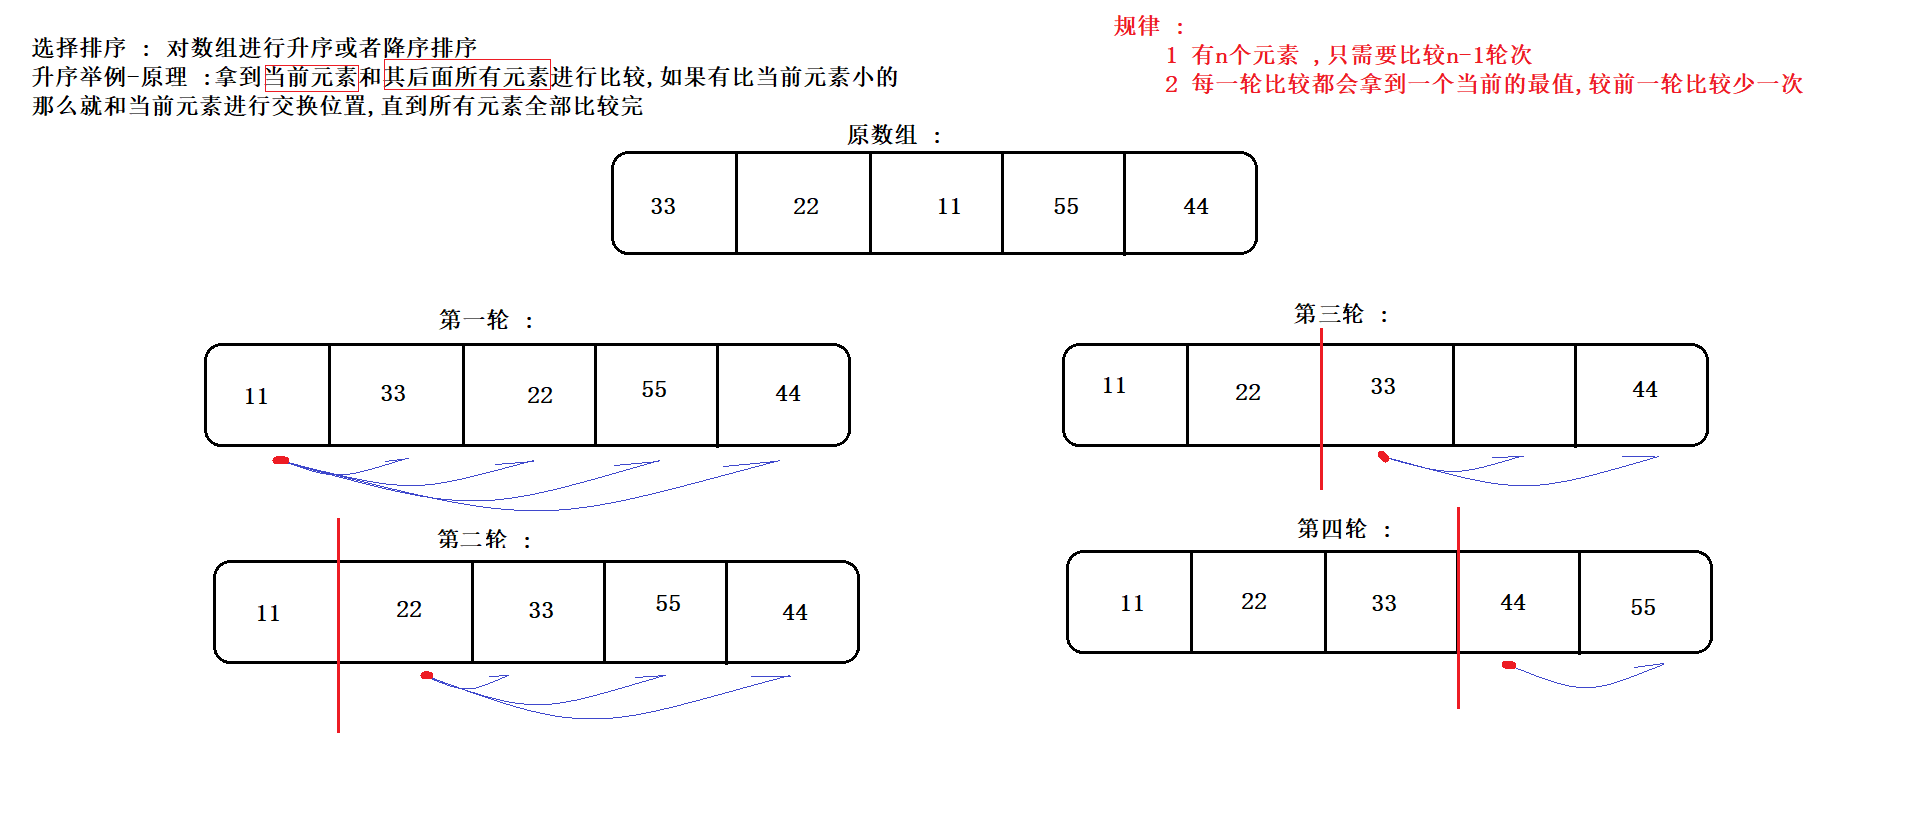 选择排序 : 对数组进行升序或者降序排序
升序举例-原理 :拿到当前元素和其后面所有元素进行比较,如果有比当前元素小的
那么就和当前元素进行交换位置,直到所有元素全部比较完
规律 :
1 有n个元素 ,只需要比较n-1轮次
2 每一轮比较都会拿到一个当前的最值,较前一轮比较少一次
原数组 :
33 22 11 55 44
第一轮 :
11 33 22 55 44
第二轮 :
11 22 33 55 44
第三轮 :
11 22 33 44
第四轮 :
11 22 33 44 55